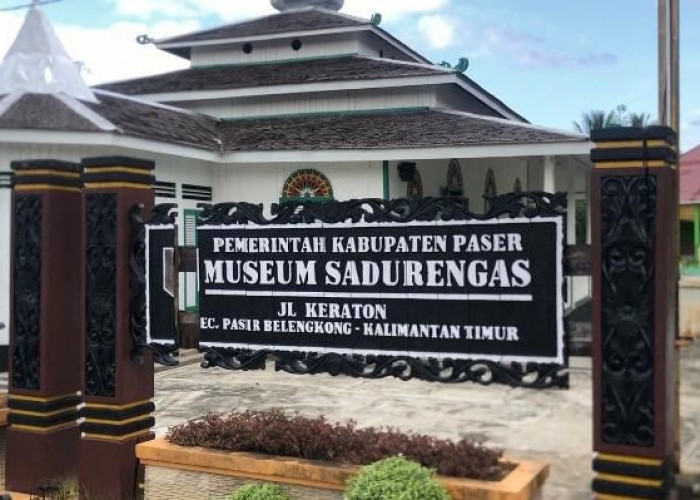 PEMERINTAH KABUPATEN PASER
MUSEUM SADURENGAS
JL KERATON
EC. PASIR BELENGKONG - KALIMANTAN TIMUR